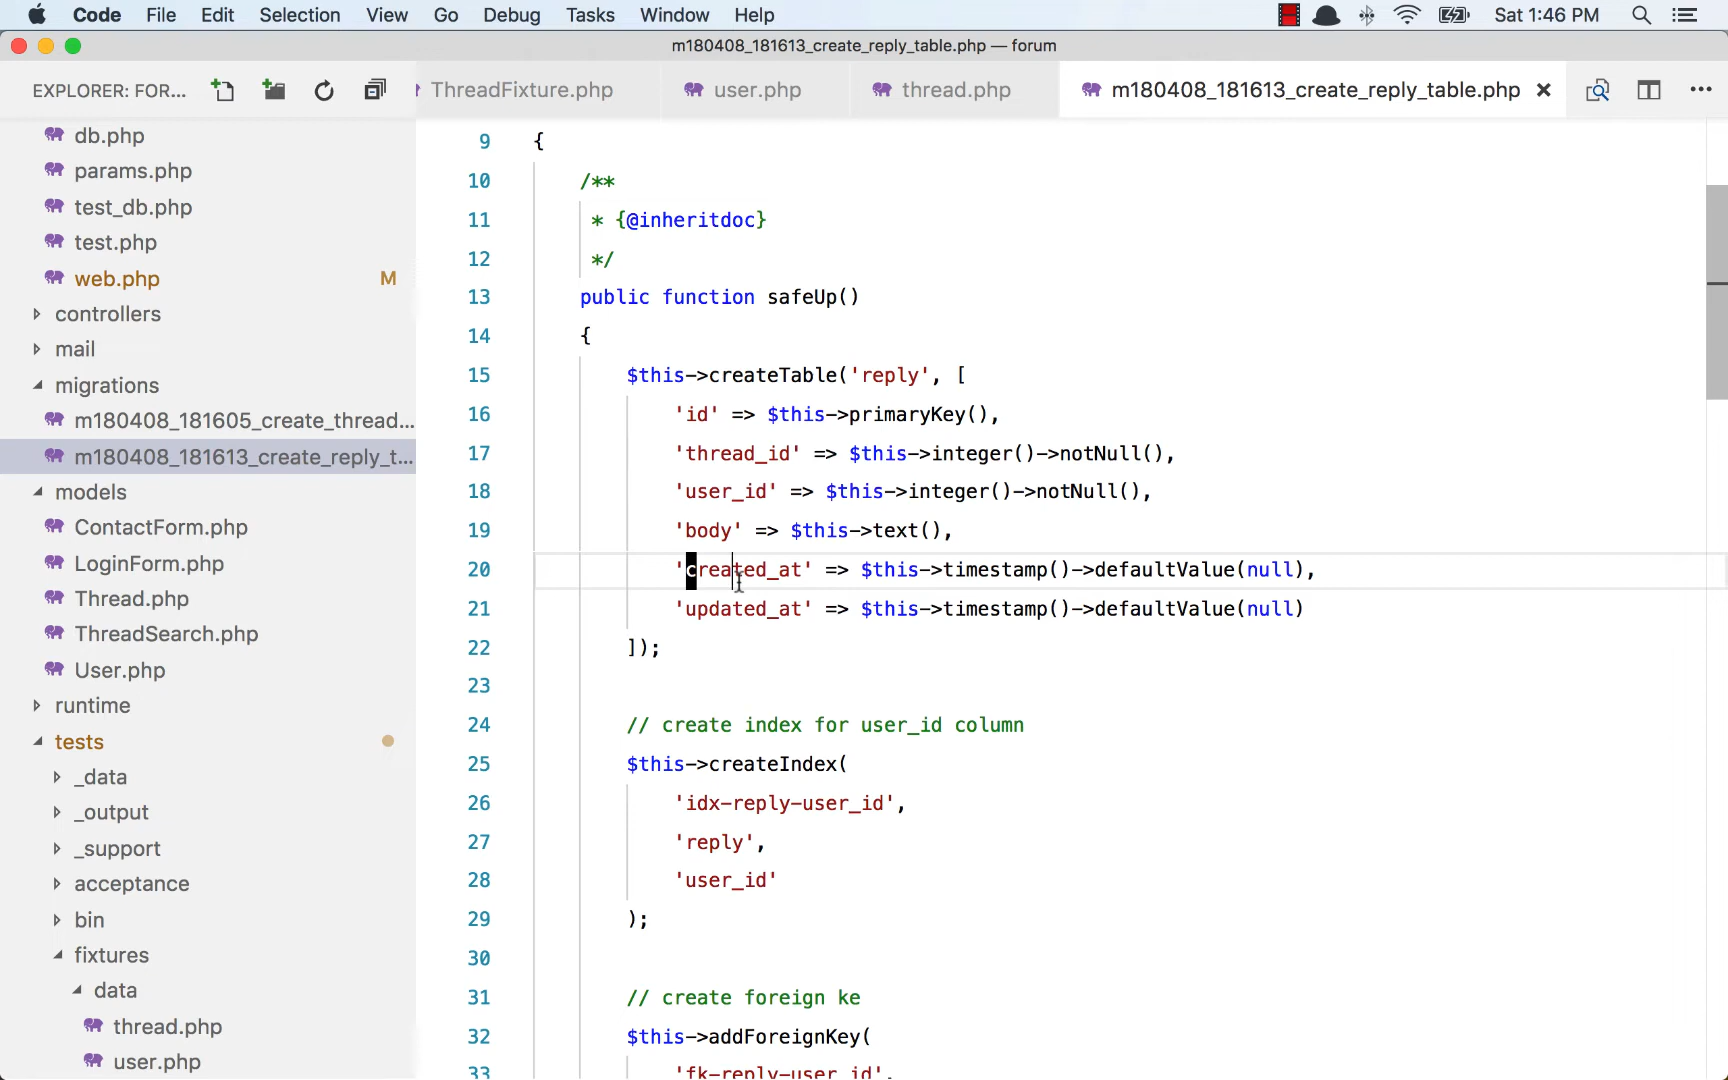 Code File Edit Selection View Go Debug Tasks Window Help Sat 1:46 PM
m180408_181613_create_reply_table.php — forum
EXPLORER: FOR... ThreadFixture.php user.php thread.php m180408_181613_create_reply_table.php
db.php
params.php
test_db.php
test.php
web.php M
controllers
mail
migrations
m180408_181605_create_thread...
m180408_181613_create_reply_t...
models
ContactForm.php
LoginForm.php
Thread.php
ThreadSearch.php
User.php
runtime
tests
_data
_output
_support
acceptance
bin
fixtures
data
thread.php
user.php
9 {
10 /**
11 * {@inheritdoc}
12 */
13 public function safeUp()
14 {
15 $this->createTable('reply', [
16 'id' => $this->primaryKey(),
17 'thread_id' => $this->integer()->notNull(),
18 'user_id' => $this->integer()->notNull(),
19 'body' => $this->text(),
20 'created_at' => $this->timestamp()->defaultValue(null),
21 'updated_at' => $this->timestamp()->defaultValue(null)
22 ]);
23
24 // create index for user_id column
25 $this->createIndex(
26 'idx-reply-user_id',
27 'reply',
28 'user_id'
29 );
30
31 // create foreign ke
32 $this->addForeignKey(
33 'fk-reply-user_id',